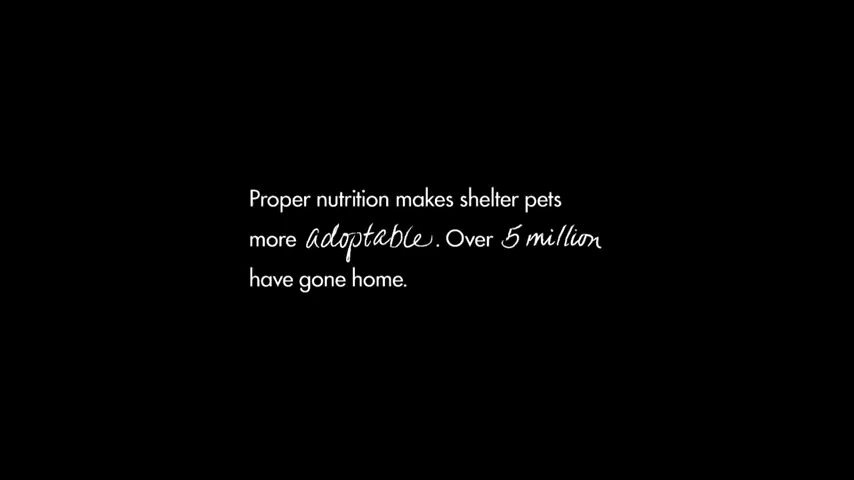 Proper nutrition makes shelter pets
more adoptable. Over 5 million
have gone home.